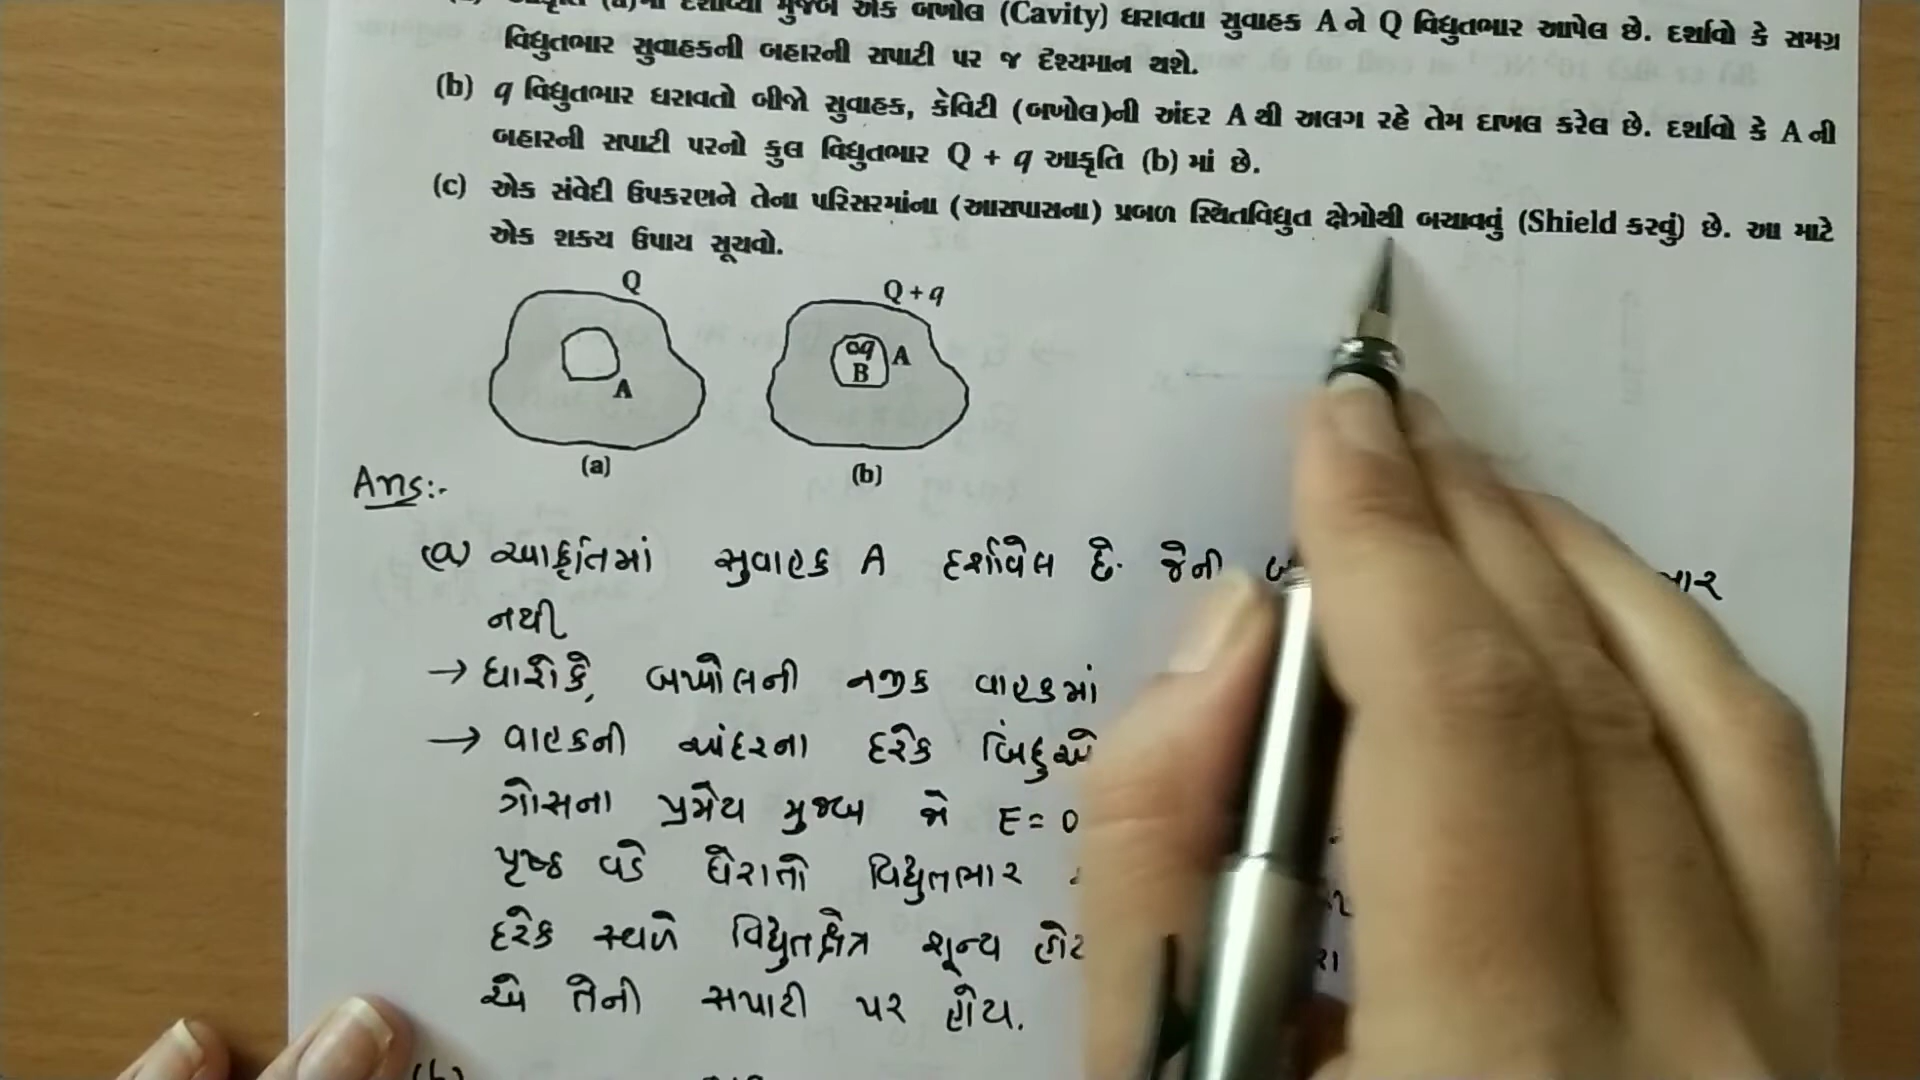 આકૃતિ (a)માં દર્શાવ્યા મુજબ એક બખોલ (Cavity) ધરાવતા સુવાહક A ને Q વિદ્યુતભાર આપેલ છે. દર્શાવો કે સમગ્ર
વિદ્યુતભાર સુવાહકની બહારની સપાટી પર જ દૃશ્યમાન થશે.
(b) q વિદ્યુતભાર ધરાવતો બીજો સુવાહક, કેવિટી (બખોલ)ની અંદર A થી અલગ રહે તેમ દાખલ કરેલ છે. દર્શાવો કે A ની
બહારની સપાટી પરનો કુલ વિદ્યુતભાર Q + q આકૃતિ (b) માં છે.
(c) એક સંવેદી ઉપકરણને તેના પરિસરમાંના (આસપાસના) પ્રબળ સ્થિતવિદ્યુત ક્ષેત્રોથી બચાવવું (Shield કરવું) છે. આ માટે
એક શક્ય ઉપાય સૂચવો.
Q
A
(a)
Q + q
q
B
A
(b)
Ans:-
(a) આકૃતિમાં સુવાહક A દર્શાવેલ છે. જેની
નથી
→ ધારોકે, બખોલની નજીક વાહકમાં
→ વાહકની અંદરના દરેક બિંદુએ
ગોસના પ્રમેય મુજબ જો E = 0
પૃષ્ઠ વડે ઘેરાતો વિદ્યુતભાર
દરેક સ્થળે વિદ્યુતક્ષેત્ર શૂન્ય
એ તેની સપાટી પર હોય.